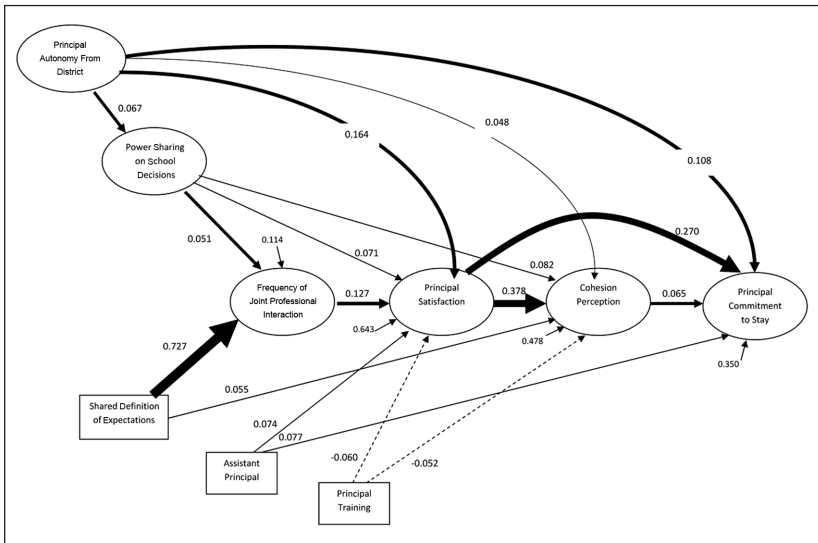 Principal
Autonomy From
District
0.067
0.048
0.164
0.108
Power Sharing
on School
Decisions
0.051
0.114
0.071
0.082
0.270
Frequency of
Joint Professional
Interaction
0.127
Principal
Satisfaction
0.378
Cohesion
Perception
0.065
Principal
Commitment
to Stay
0.643
0.478
0.350
0.727
0.055
Shared Definition
of Expectations
0.074
0.077
Assistant
Principal
-0.060
-0.052
Principal
Training